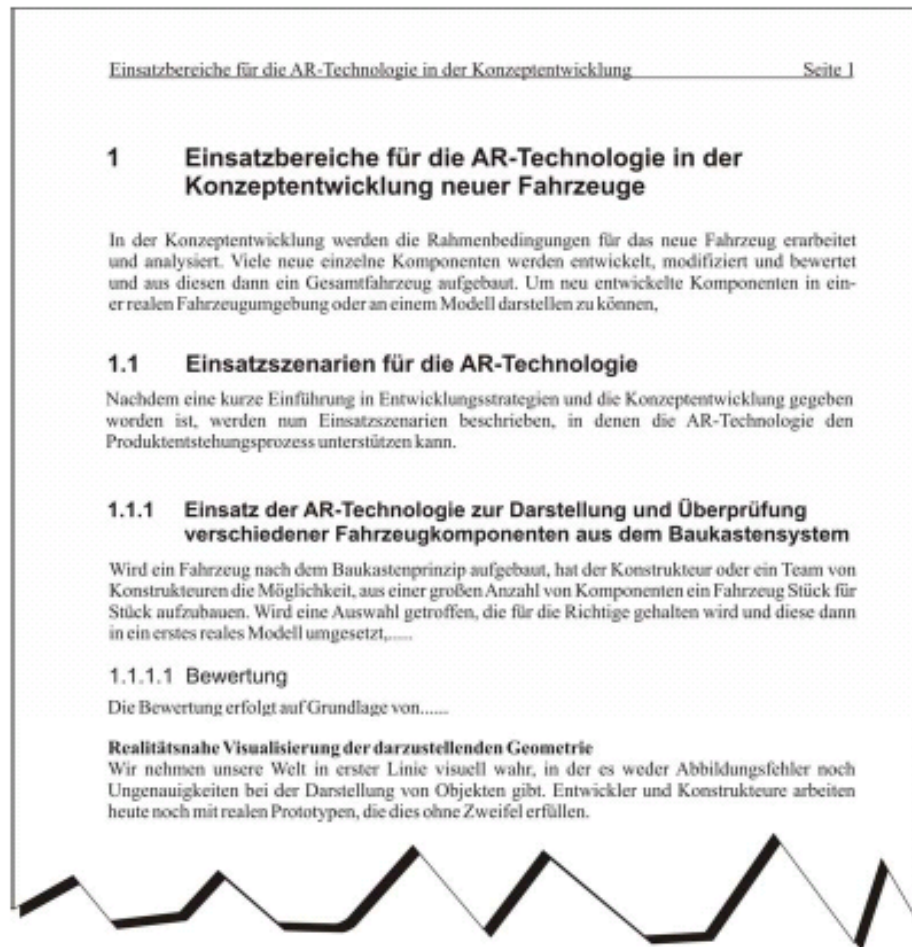 Einsatzbereiche für die AR-Technologie in der Konzeptentwicklung Seite 1
1 Einsatzbereiche für die AR-Technologie in der
Konzeptentwicklung neuer Fahrzeuge
In der Konzeptentwicklung werden die Rahmenbedingungen für das neue Fahrzeug erarbeitet
und analysiert. Viele neue einzelne Komponenten werden entwickelt, modifiziert und bewertet
und aus diesen dann ein Gesamtfahrzeug aufgebaut. Um neu entwickelte Komponenten in ein-
er realen Fahrzeugumgebung oder an einem Modell darstellen zu können,
1.1 Einsatzszenarien für die AR-Technologie
Nachdem eine kurze Einführung in Entwicklungsstrategien und die Konzeptentwicklung gegeben
worden ist, werden nun Einsatzszenarien beschrieben, in denen die AR-Technologie den
Produktentstehungsprozess unterstützen kann.
1.1.1 Einsatz der AR-Technologie zur Darstellung und Überprüfung
verschiedener Fahrzeugkomponenten aus dem Baukastensystem
Wird ein Fahrzeug nach dem Baukastenprinzip aufgebaut, hat der Konstrukteur oder ein Team von
Konstrukteuren die Möglichkeit, aus einer großen Anzahl von Komponenten ein Fahrzeug Stück für
Stück aufzubauen. Wird eine Auswahl getroffen, die für die Richtige gehalten wird und diese dann
in ein erstes reales Modell umgesetzt,.....
1.1.1.1 Bewertung
Die Bewertung erfolgt auf Grundlage von......
Realitätsnahe Visualisierung der darzustellenden Geometrie
Wir nehmen unsere Welt in erster Linie visuell wahr, in der es weder Abbildungsfehler noch
Ungenauigkeiten bei der Darstellung von Objekten gibt. Entwickler und Konstrukteure arbeiten
heute noch mit realen Prototypen, die dies ohne Zweifel erfüllen.